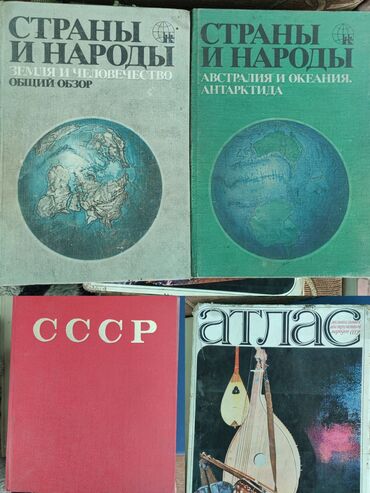 СТРАНЫ
И НАРОДЫ
ЗЕМЛЯ И ЧЕЛОВЕЧЕСТВО
ОБЩИЙ ОБЗОР
СТРАНЫ
И НАРОДЫ
АВСТРАЛИЯ И ОКЕАНИЯ.
АНТАРКТИДА
СССР
атлас